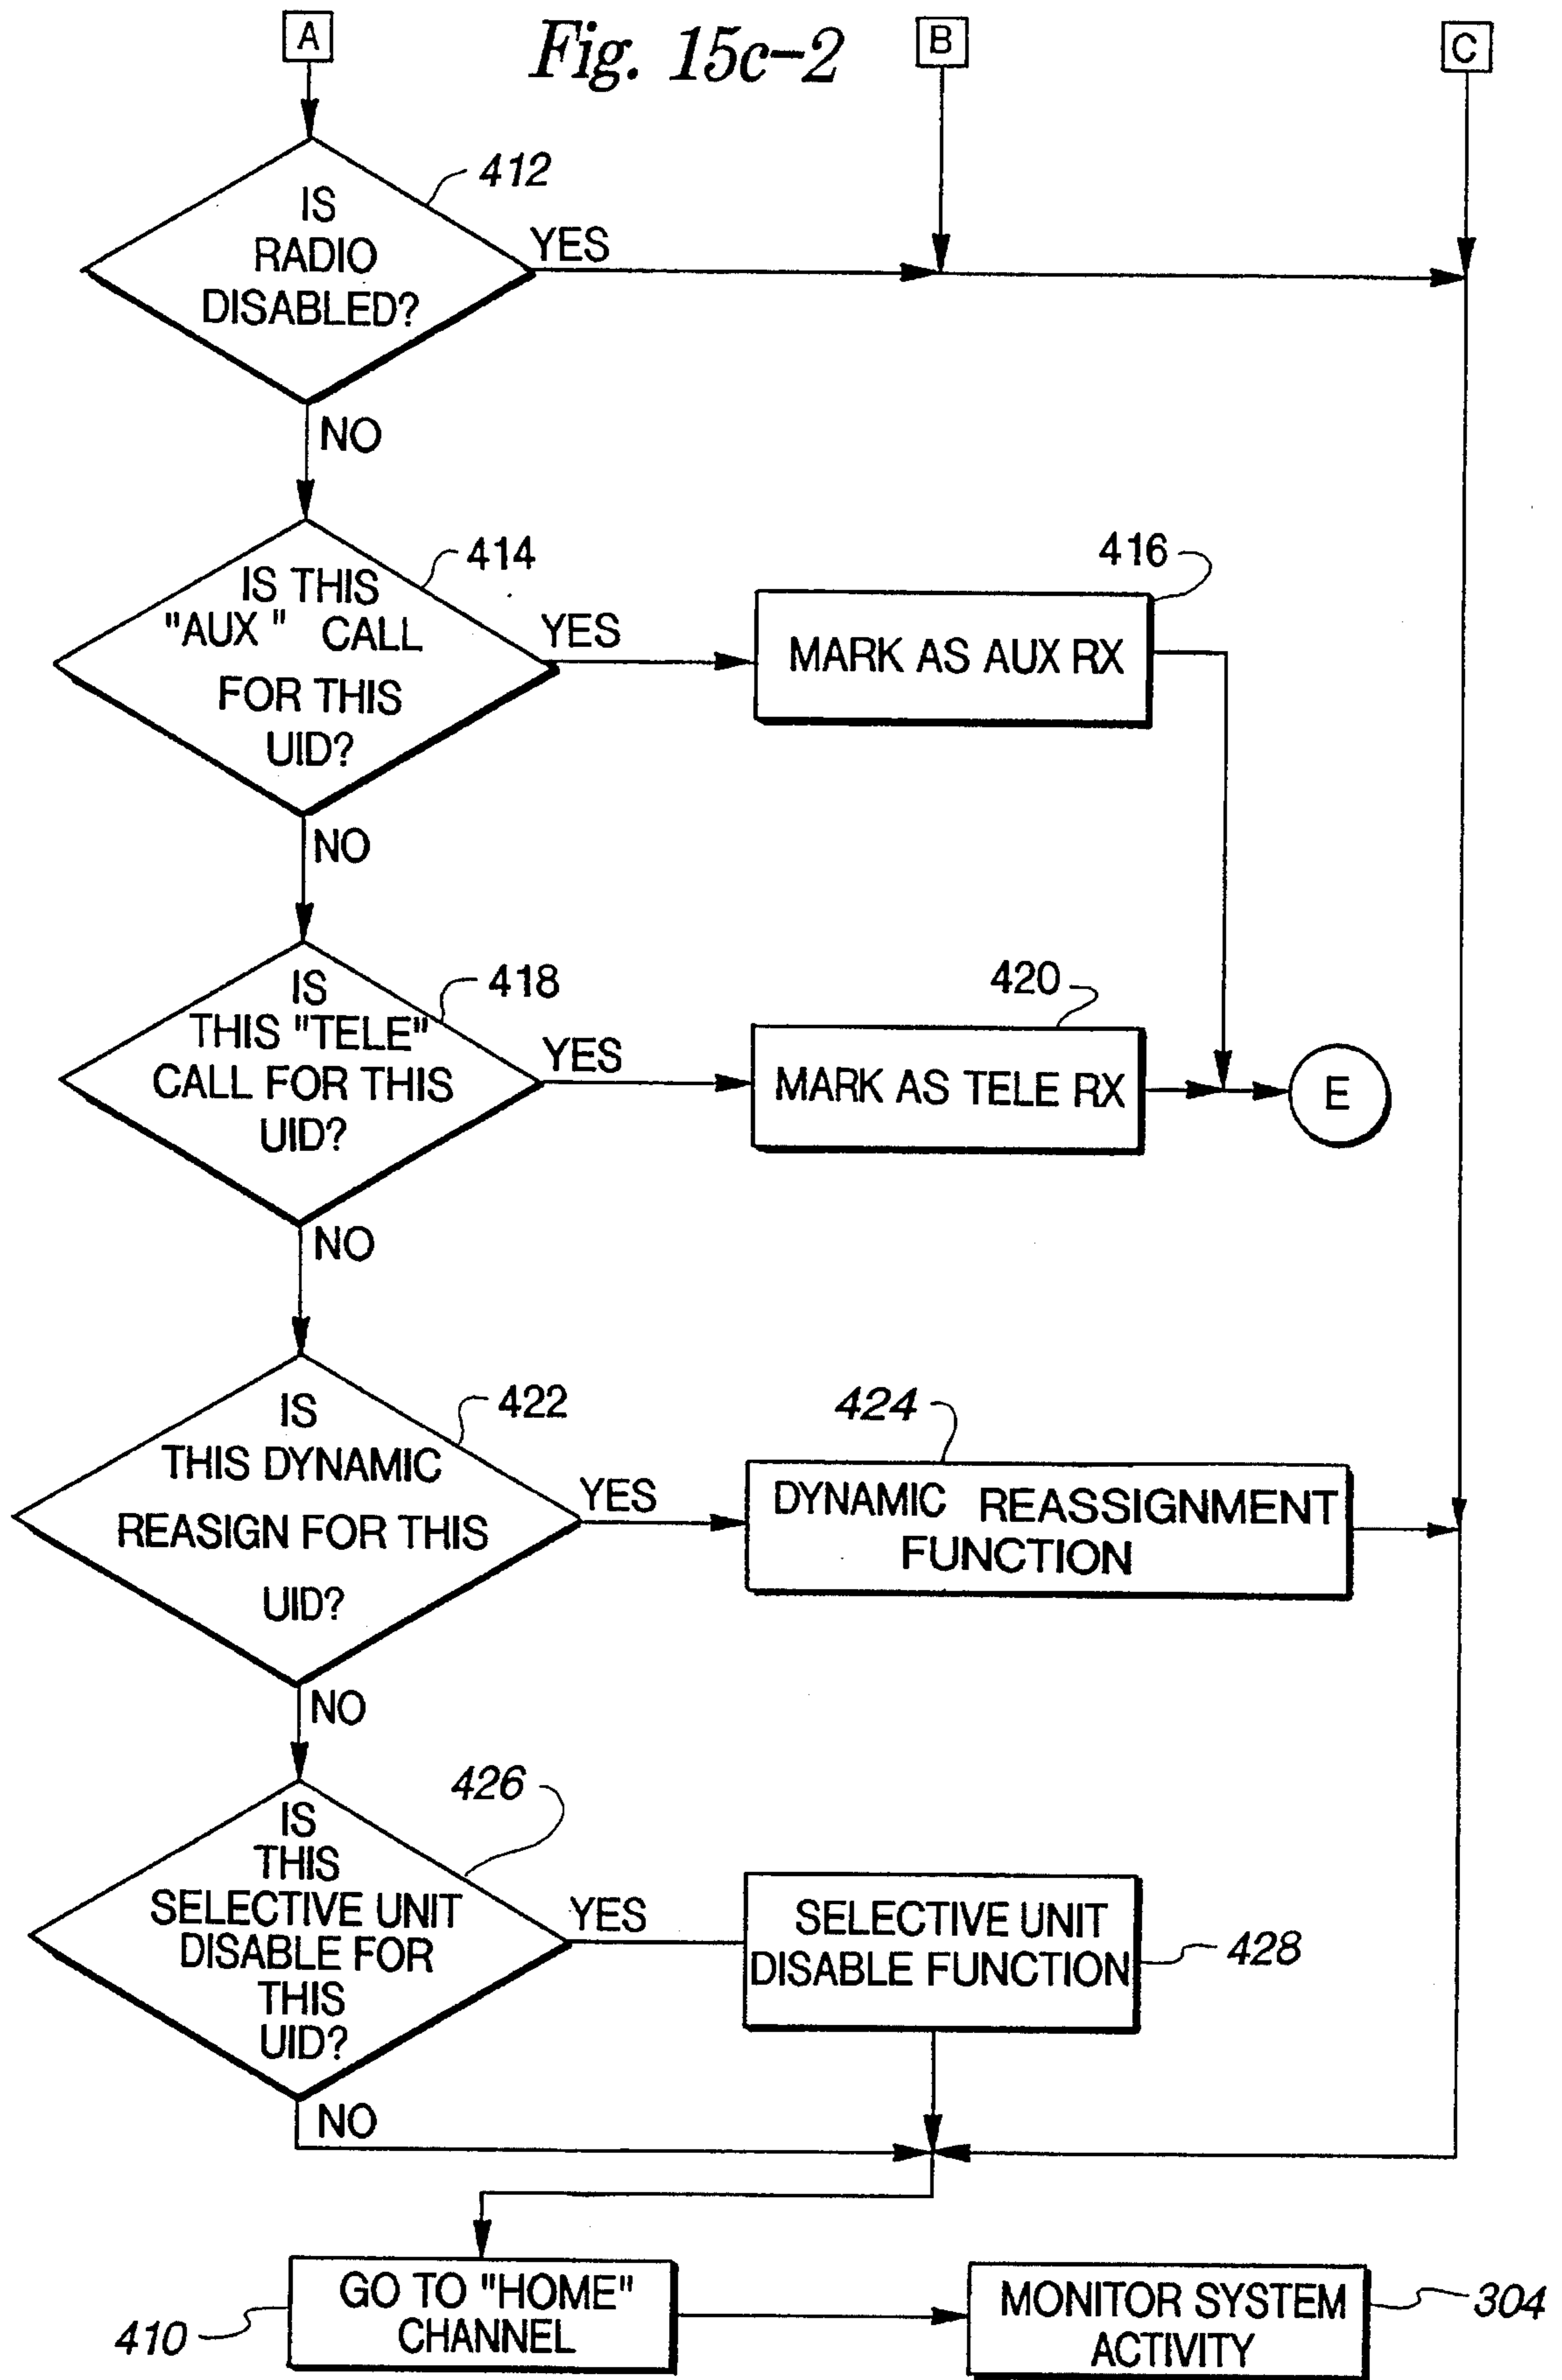 A
Fig. 15c-2
B
C
412
IS
RADIO
DISABLED?
YES
NO
414
IS THIS
"AUX " CALL
FOR THIS
UID?
YES
416
MARK AS AUX RX
NO
418
IS
THIS "TELE"
CALL FOR THIS
UID?
YES
420
MARK AS TELE RX
E
NO
422
IS
THIS DYNAMIC
REASIGN FOR THIS
UID?
YES
424
DYNAMIC REASSIGNMENT
FUNCTION
NO
426
IS
THIS
SELECTIVE UNIT
DISABLE FOR
THIS
UID?
YES
SELECTIVE UNIT
DISABLE FUNCTION
428
NO
410
GO TO "HOME"
CHANNEL
MONITOR SYSTEM
ACTIVITY
304